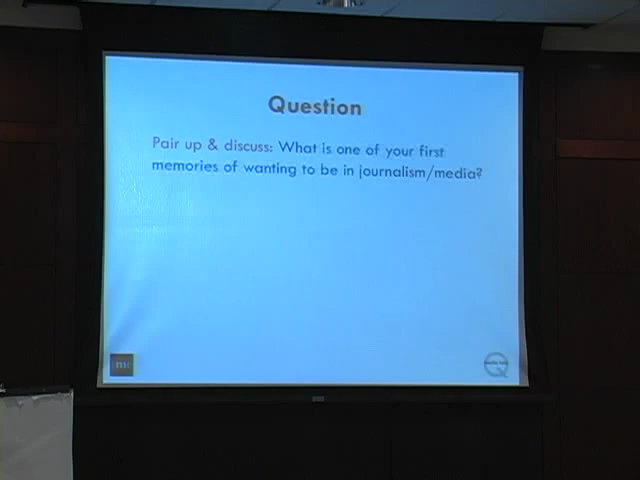 Question
Pair up & discuss: What is one of your first
memories of wanting to be in journalism/media?